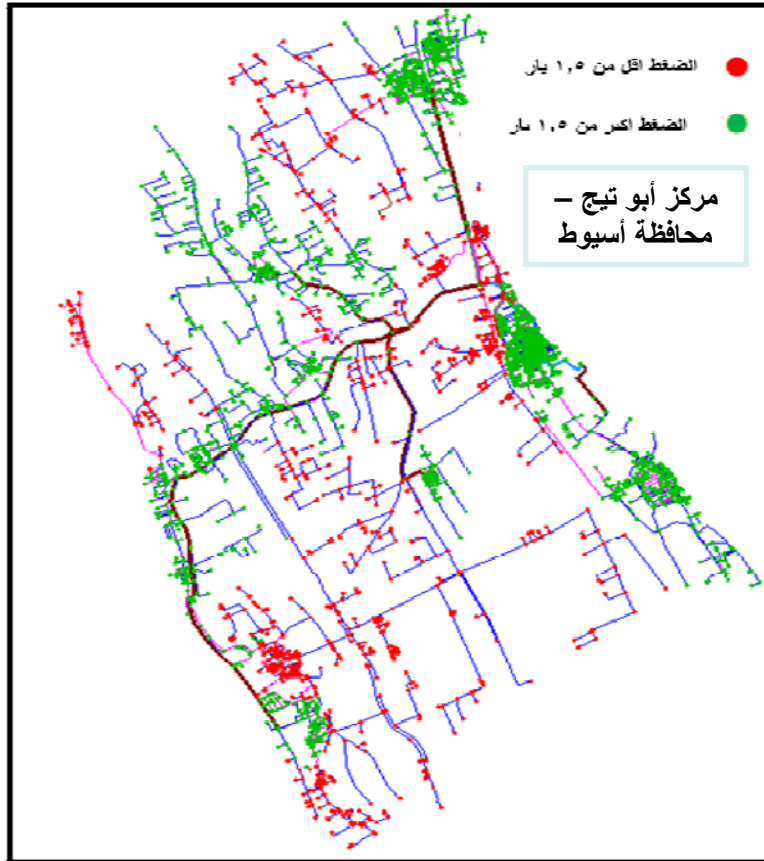 الضغط اقل من ١,٥ بار
الضغط اكبر من ١,٥ بار
مركز أبو تيج –
محافظة أسيوط